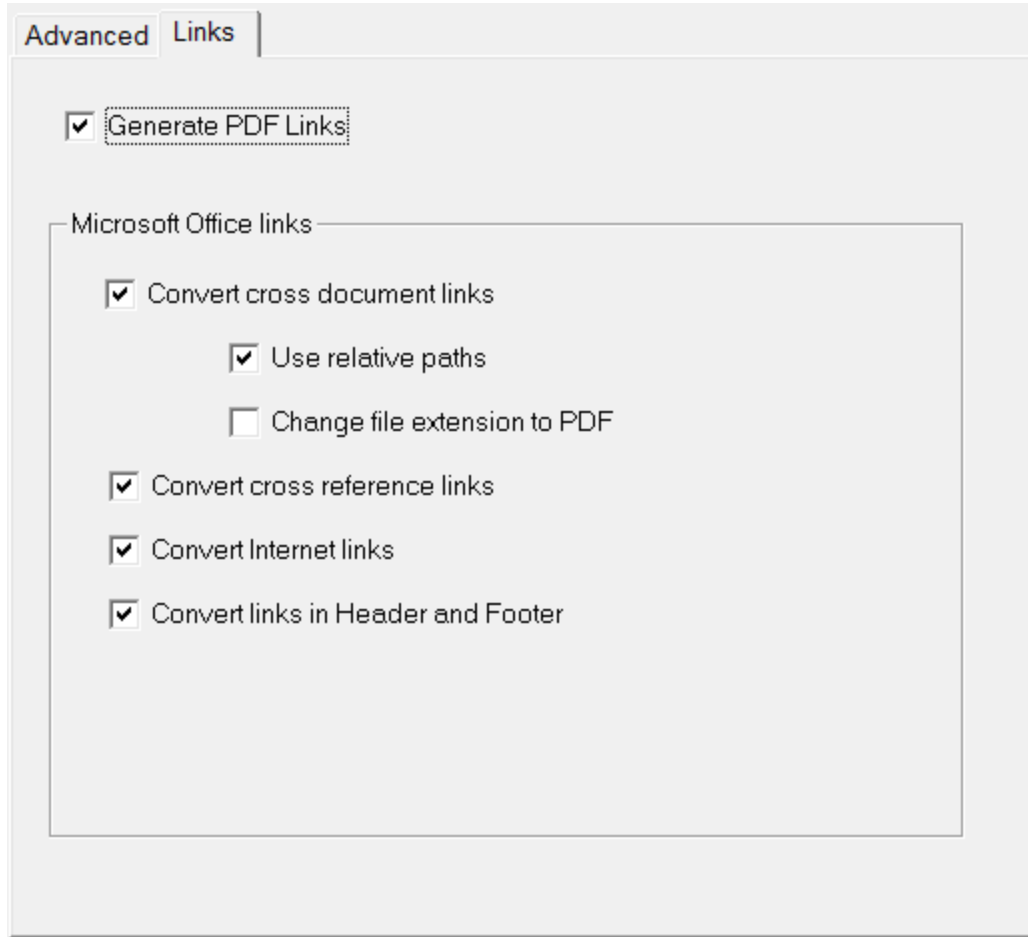 Advanced Links
Generate PDF Links
Microsoft Office links
Convert cross document links
Use relative paths
Change file extension to PDF
Convert cross reference links
Convert Internet links
Convert links in Header and Footer